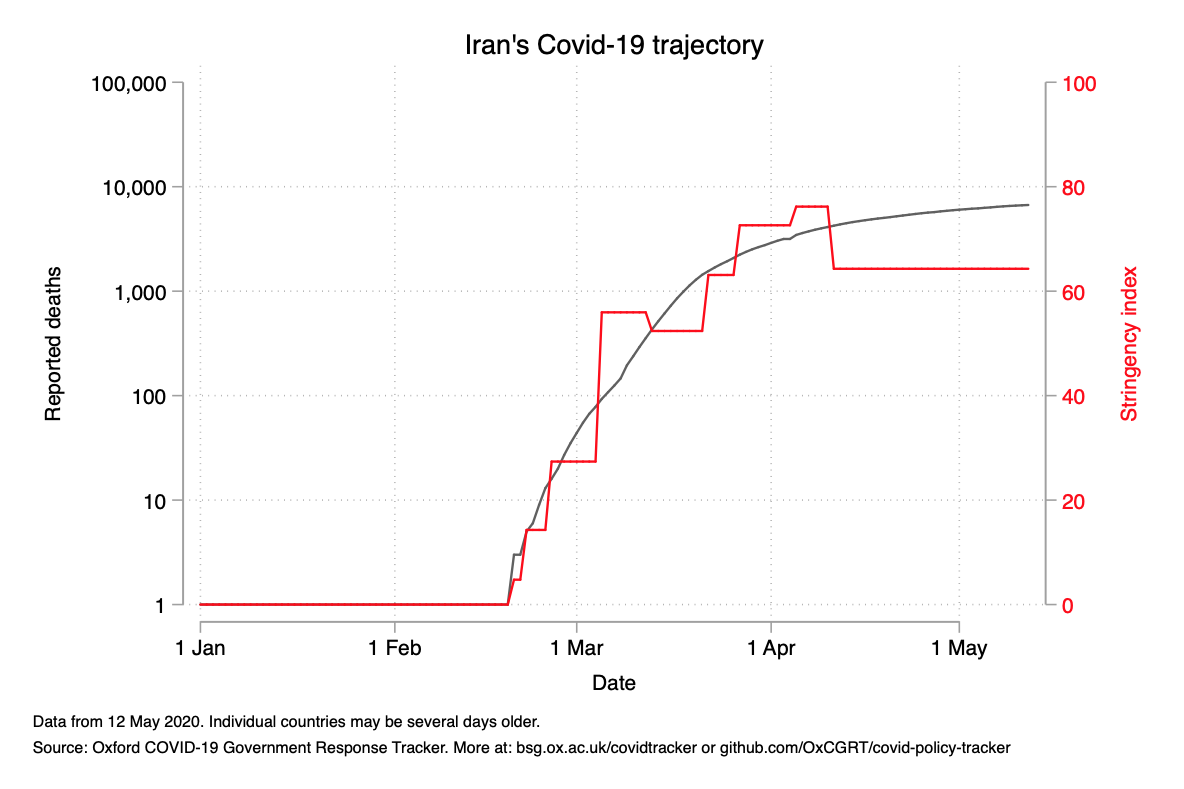 Iran's Covid-19 trajectory
100,000
10,000
1,000
100
10
1
Reported deaths
100
80
60
40
20
0
Stringency index
1 Jan
1 Feb
1 Mar
1 Apr
1 May
Date
Data from 12 May 2020. Individual countries may be several days older.
Source: Oxford COVID-19 Government Response Tracker. More at: bsg.ox.ac.uk/covidtracker or github.com/OxCGRT/covid-policy-tracker